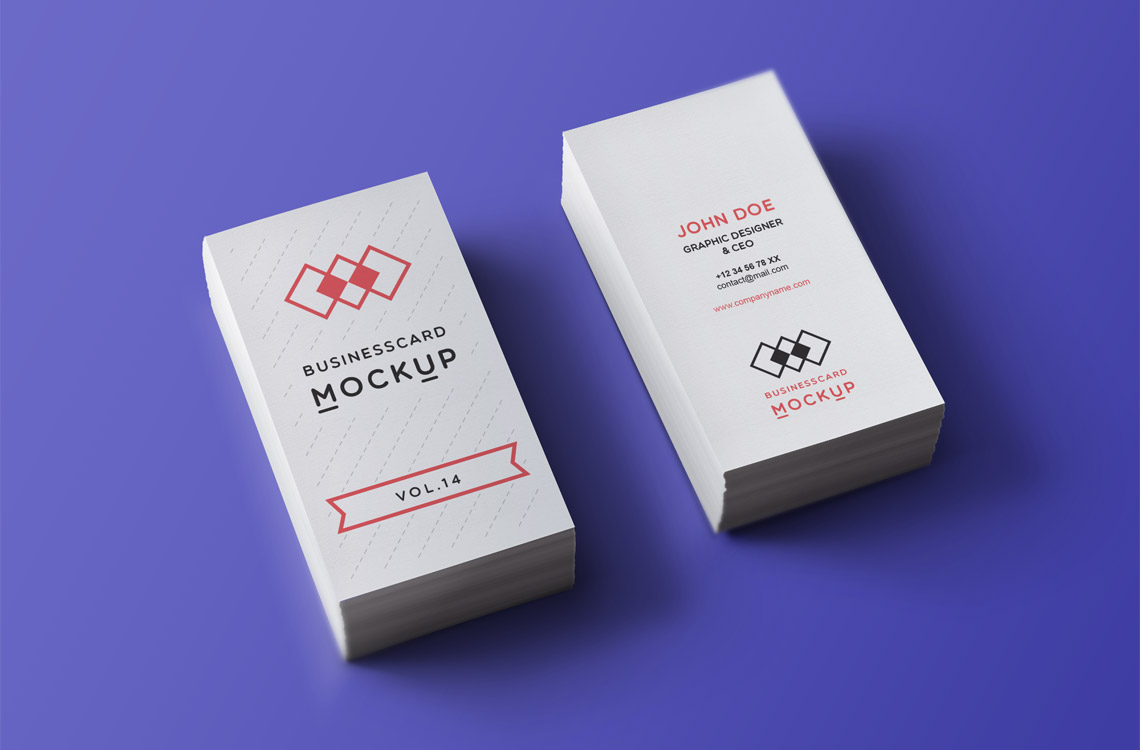 BUSINESSCARD
MOCKUP
VOL.14
JOHN DOE
GRAPHIC DESIGNER
& CEO
+12 34 56 78 XX
contact@mail.com
www.companyname.com
BUSINESSCARD
MOCKUP